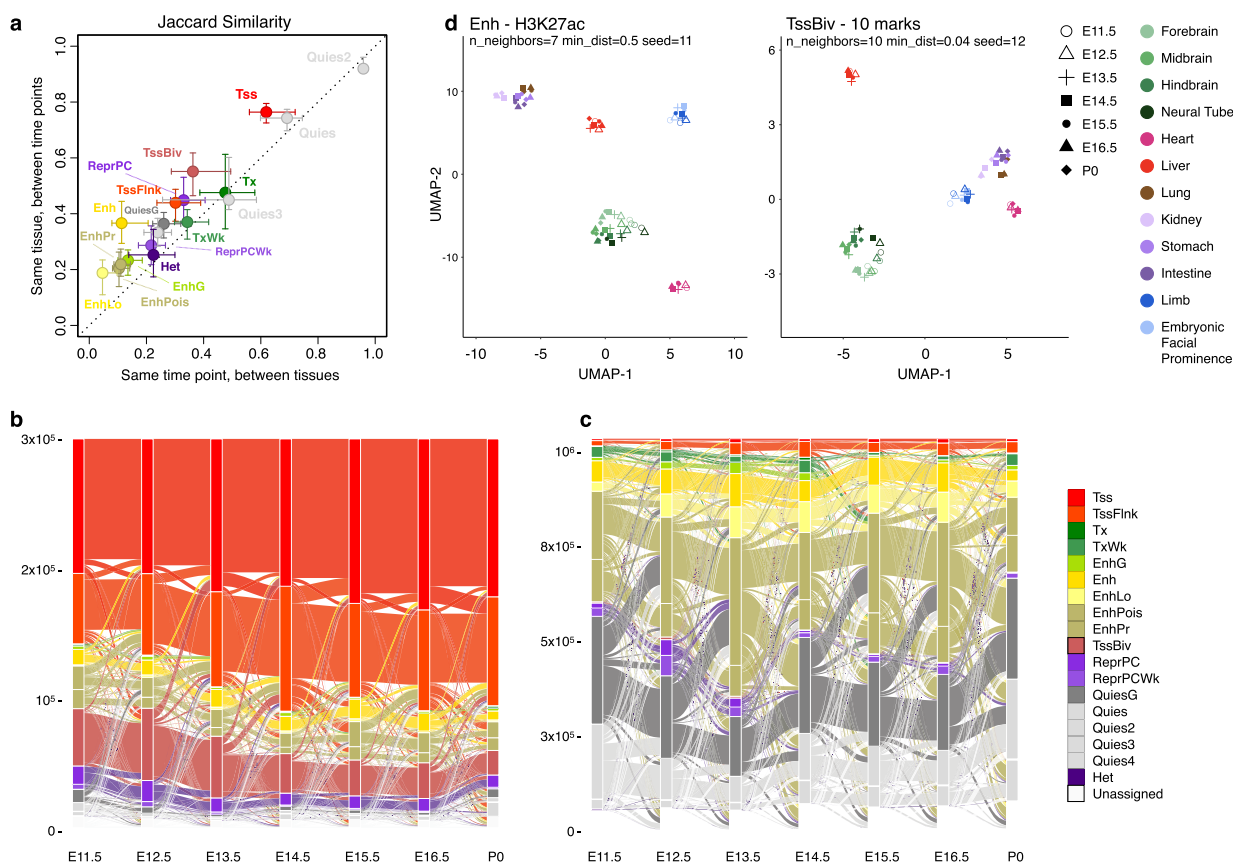 a
Jaccard Similarity
1.0
0.8
0.6
0.4
0.2
0.0
Same tissue, between time points
0.0 0.2 0.4 0.6 0.8 1.0
Same time point, between tissues
Quies2
Tss
Quies
TssBiv
ReprPC
Tx
TssFlnk
Quies3
Enh
QuiesG
TxWk
EnhPr
ReprPCWk
Het
EnhG
EnhLo
EnhPois
d
Enh - H3K27ac
n_neighbors=7 min_dist=0.5 seed=11
10
0
-10
UMAP-2
-10 -5 0 5 10
UMAP-1
TssBiv - 10 marks
n_neighbors=10 min_dist=0.04 seed=12
6
3
0
-3
-5 0 5
UMAP-1
E11.5
E12.5
E13.5
E14.5
E15.5
E16.5
P0
Forebrain
Midbrain
Hindbrain
Neural Tube
Heart
Liver
Lung
Kidney
Stomach
Intestine
Limb
Embryonic
Facial
Prominence
b
3x10⁵
2x10⁵
10⁵
0
E11.5 E12.5 E13.5 E14.5 E15.5 E16.5 P0
c
10⁶
8x10⁵
5x10⁵
3x10⁵
0
E11.5 E12.5 E13.5 E14.5 E15.5 E16.5 P0
Tss
TssFlnk
Tx
TxWk
EnhG
Enh
EnhLo
EnhPois
EnhPr
TssBiv
ReprPC
ReprPCWk
QuiesG
Quies
Quies2
Quies3
Quies4
Het
Unassigned